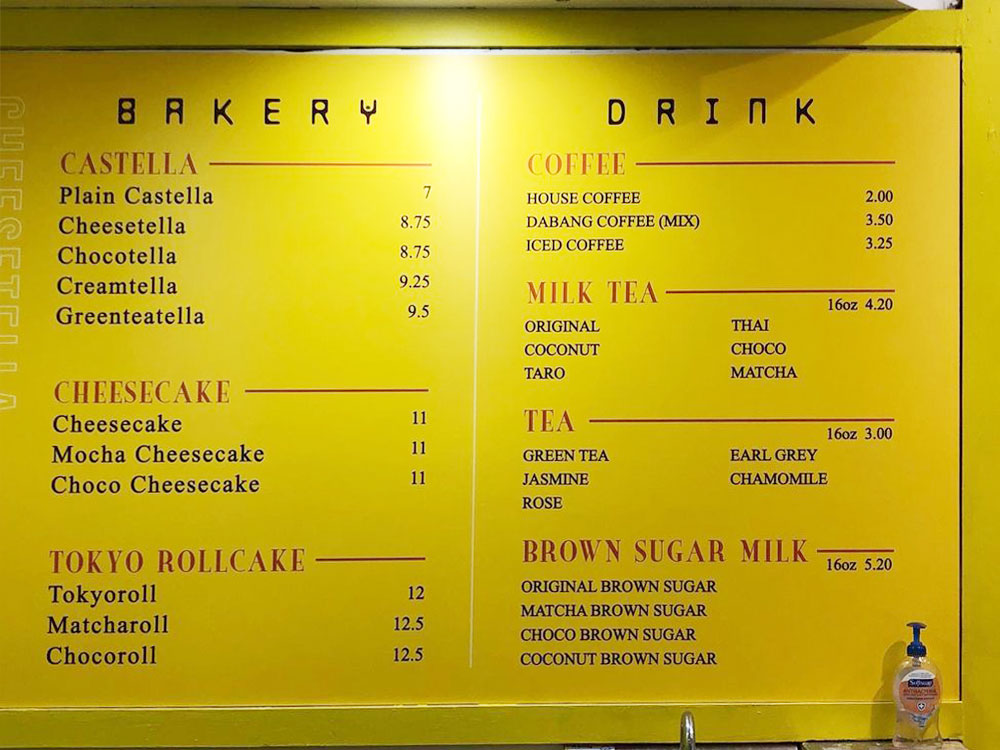 CHEESETELLA
BAKERY
CASTELLA
Plain Castella 7
Cheesetella 8.75
Chocotella 8.75
Creamtella 9.25
Greenteatella 9.5
CHEESECAKE
Cheesecake 11
Mocha Cheesecake 11
Choco Cheesecake 11
TOKYO ROLLCAKE
Tokyoroll 12
Matcharoll 12.5
Chocoroll 12.5
DRINK
COFFEE
HOUSE COFFEE 2.00
DABANG COFFEE (MIX) 3.50
ICED COFFEE 3.25
MILK TEA
16oz 4.20
ORIGINAL THAI
COCONUT CHOCO
TARO MATCHA
TEA
16oz 3.00
GREEN TEA EARL GREY
JASMINE CHAMOMILE
ROSE
BROWN SUGAR MILK
16oz 5.20
ORIGINAL BROWN SUGAR
MATCHA BROWN SUGAR
CHOCO BROWN SUGAR
COCONUT BROWN SUGAR
Softsoap
ANTIBACTERIAL